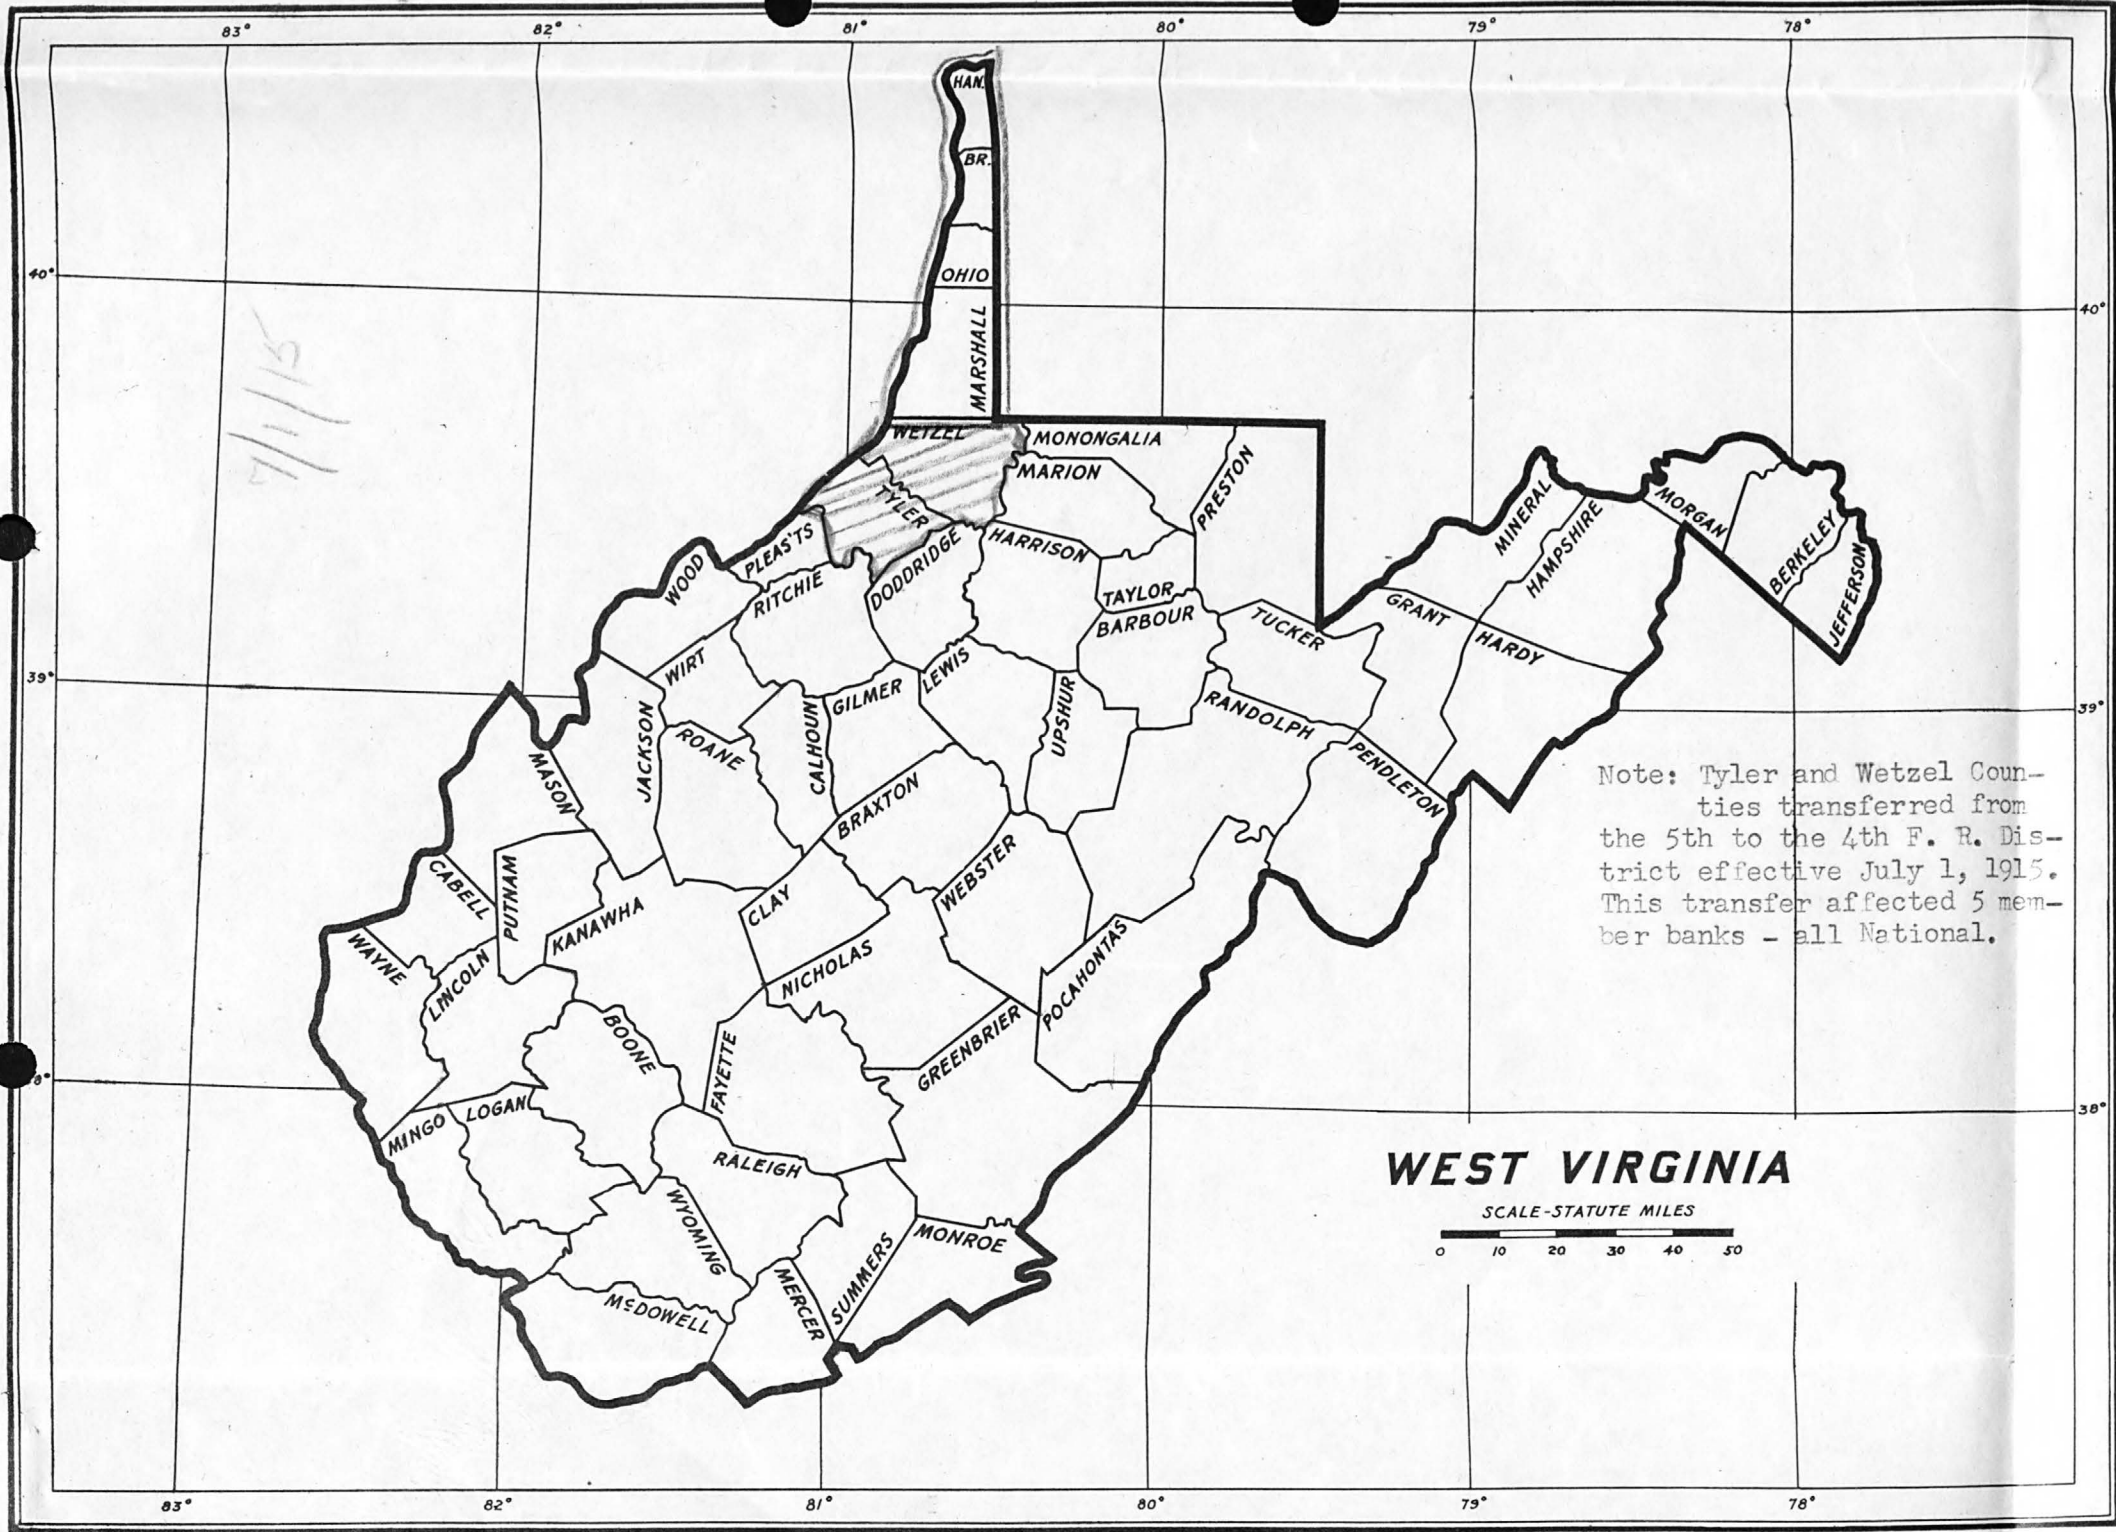 83° 82° 81° 80° 79° 78°
HAN.
BR.
OHIO
40° 40°
MARSHALL
7/1/15
WETZEL
MONONGALIA
MARION
PRESTON
TYLER
MINERAL
HAMPSHIRE
MORGAN
BERKELEY
JEFFERSON
PLEAS'TS
HARRISON
DODDRIDGE
WOOD
RITCHIE
TAYLOR
BARBOUR
TUCKER
GRANT
HARDY
WIRT
LEWIS
GILMER
39° 39°
CALHOUN
UPSHUR
RANDOLPH
JACKSON
ROANE
PENDLETON
MASON
BRAXTON
Note: Tyler and Wetzel Coun-
ties transferred from
the 5th to the 4th F. R. Dis-
trict effective July 1, 1915.
This transfer affected 5 mem-
ber banks - all National.
CABELL
PUTNAM
KANAWHA
CLAY
WEBSTER
WAYNE
LINCOLN
NICHOLAS
POCAHONTAS
BOONE
FAYETTE
GREENBRIER
8° 38°
MINGO
LOGAN
RALEIGH
WEST VIRGINIA
SCALE-STATUTE MILES
0 10 20 30 40 50
WYOMING
MONROE
SUMMERS
MERCER
McDOWELL
83° 82° 81° 80° 79° 78°